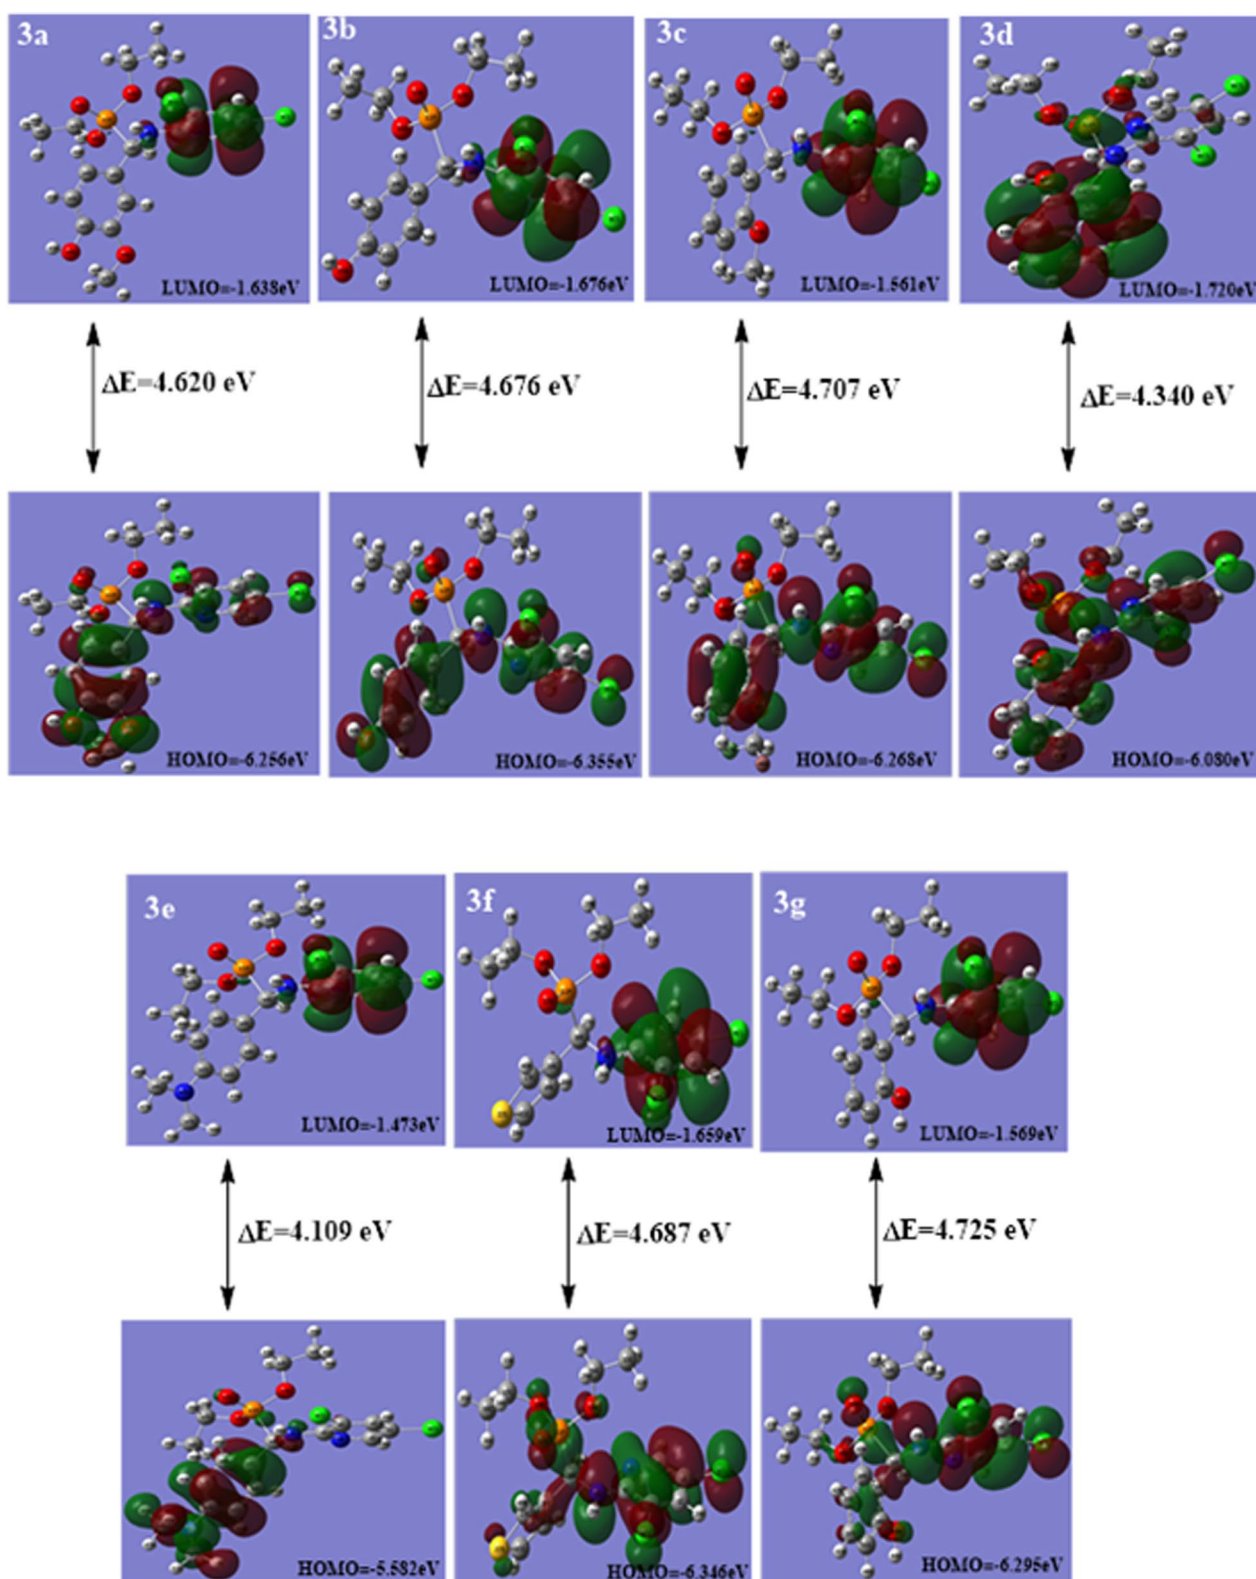 3a
3b
3c
3d
LUMO=-1.638eV
LUMO=-1.676eV
LUMO=-1.561eV
LUMO=-1.720eV
ΔE=4.620 eV
ΔE=4.676 eV
ΔE=4.707 eV
ΔE=4.340 eV
HOMO=-6.256eV
HOMO=-6.355eV
HOMO=-6.268eV
HOMO=-6.080eV
3e
3f
3g
LUMO=-1.473eV
LUMO=-1.659eV
LUMO=-1.569eV
ΔE=4.109 eV
ΔE=4.687 eV
ΔE=4.725 eV
HOMO=-5.582eV
HOMO=-6.346eV
HOMO=-6.295eV